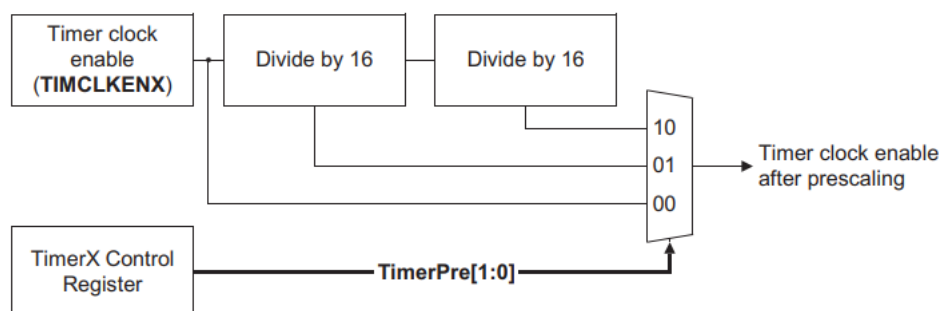 Timer clock
enable
(TIMCLKENX)
Divide by 16
Divide by 16
10
01
00
Timer clock enable
after prescaling
TimerX Control
Register
TimerPre[1:0]